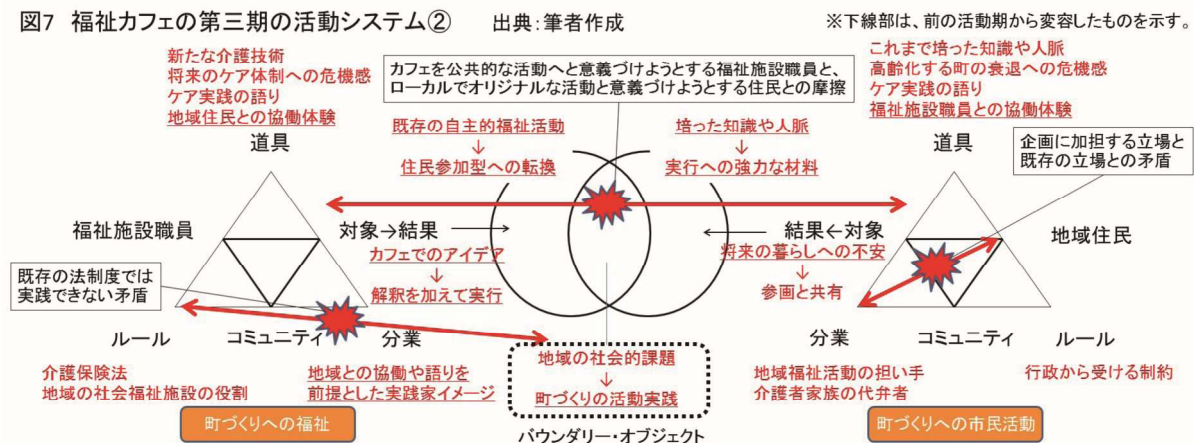 図7 福祉カフェの第三期の活動システム② 出典：筆者作成
※下線部は、前の活動期から変容したものを示す。
新たな介護技術
将来のケア体制への危機感
ケア実践の語り
地域住民との協働体験
道具
カフェを公共的な活動へと意義づけようとする福祉施設職員と、
ローカルでオリジナルな活動と意義づけようとする住民との摩擦
これまで培った知識や人脈
高齢化する町の衰退への危機感
ケア実践の語り
福祉施設職員との協働体験
道具
既存の自主的福祉活動
↓
住民参加型への転換
培った知識や人脈
↓
実行への強力な材料
企画に加担する立場と
既存の立場との矛盾
福祉施設職員
対象→結果
結果←対象
地域住民
既存の法制度では
実践できない矛盾
カフェでのアイデア
↓
解釈を加えて実行
将来の暮らしへの不安
↓
参画と共有
ルール
コミュニティ
分業
分業
コミュニティ
ルール
介護保険法
地域の社会福祉施設の役割
地域との協働や語りを
前提とした実践家イメージ
地域の社会的課題
↓
町づくりの活動実践
地域福祉活動の担い手
介護者家族の代弁者
行政から受ける制約
町づくりへの福祉
バウンダリー・オブジェクト
町づくりへの市民活動